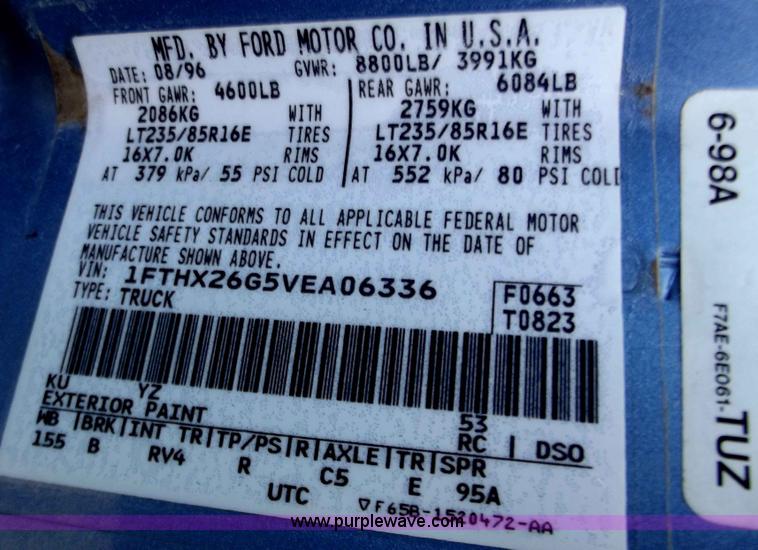 MFD. BY FORD MOTOR CO. IN U.S.A.
DATE: 08/96 GVWR: 8800LB/ 3991KG
FRONT GAWR: 4600LB REAR GAWR: 6084LB
2086KG WITH 2759KG WITH
LT235/85R16E TIRES LT235/85R16E TIRES
16X7.0K RIMS 16X7.0K RIMS
AT 379 kPa/ 55 PSI COLD AT 552 kPa/ 80 PSI COLD
THIS VEHICLE CONFORMS TO ALL APPLICABLE FEDERAL MOTOR
VEHICLE SAFETY STANDARDS IN EFFECT ON THE DATE OF
MANUFACTURE SHOWN ABOVE.
VIN: 1FTHX26G5VEA06336 F0663
TYPE: TRUCK T0823
KU YZ
EXTERIOR PAINT 53
WB |BRK|INT TR|TP/PS|R|AXLE|TR|SPR RC | DSO
155 B RV4 R C5 E 95A
UTC ▽F65B-1520472-AA
6-98A
F7AE-6E061-TUZ
www.purplewave.com